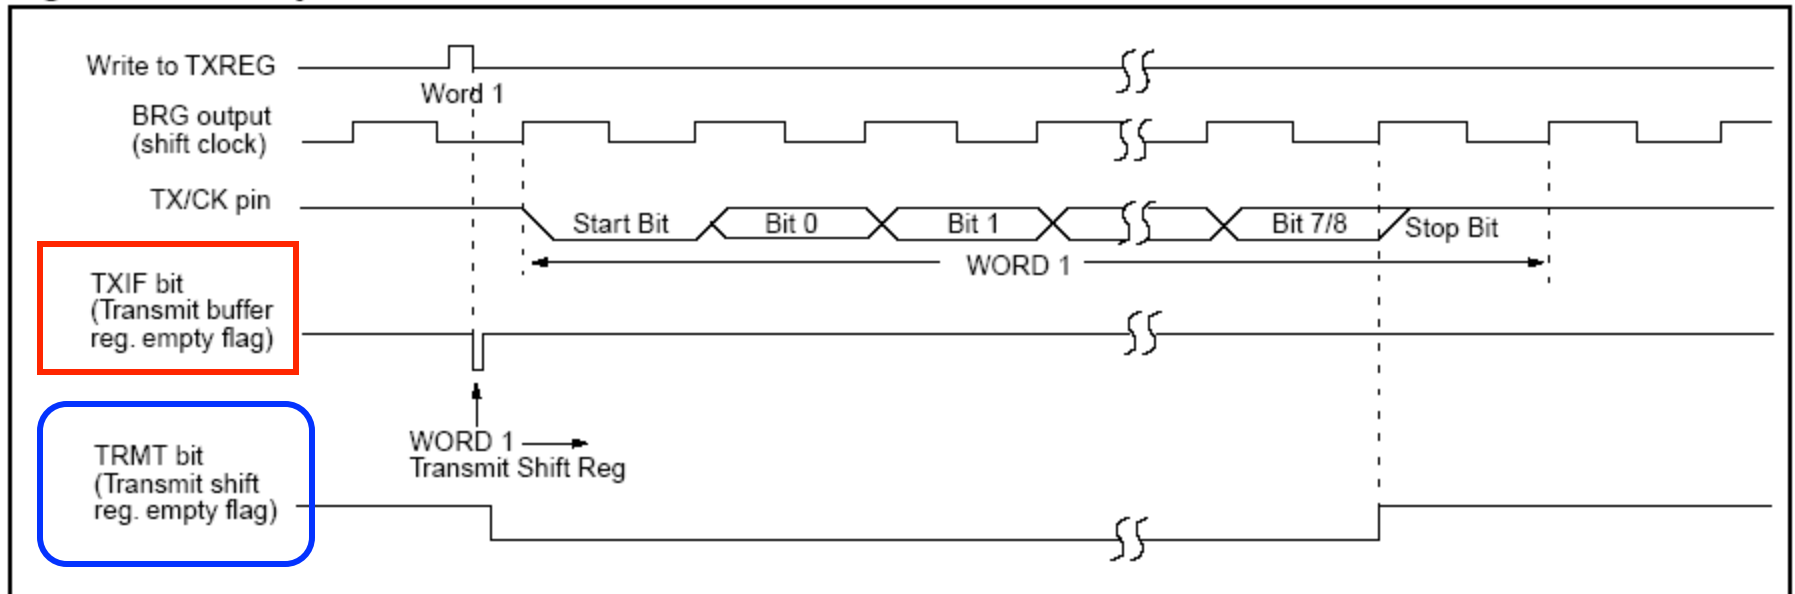 Write to TXREG
Word 1
BRG output
(shift clock)
TX/CK pin
Start Bit
Bit 0
Bit 1
Bit 7/8
Stop Bit
WORD 1
TXIF bit
(Transmit buffer
reg. empty flag)
WORD 1
Transmit Shift Reg
TRMT bit
(Transmit shift
reg. empty flag)